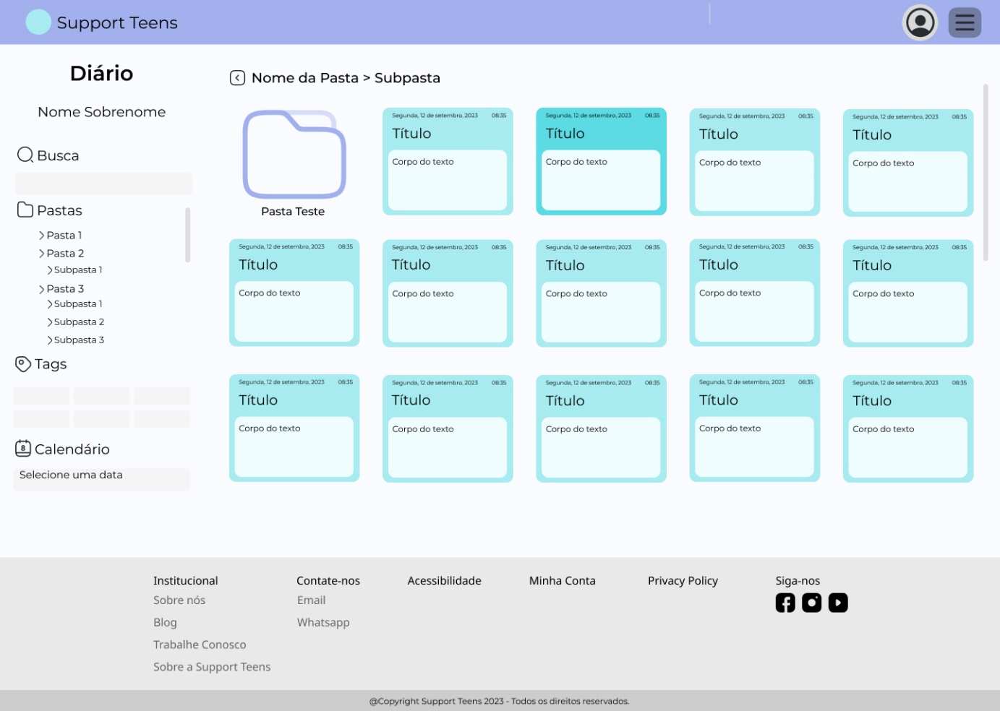 Support Teens
Diário
Nome Sobrenome
Busca
Pastas
Pasta 1
Pasta 2
Subpasta 1
Pasta 3
Subpasta 1
Subpasta 2
Subpasta 3
Tags
8
Calendário
Selecione uma data
Nome da Pasta > Subpasta
Pasta Teste
Segunda, 12 de setembro, 2023 08:35
Título
Corpo do texto
Segunda, 12 de setembro, 2023 08:35
Título
Corpo do texto
Segunda, 12 de setembro, 2023 08:35
Título
Corpo do texto
Segunda, 12 de setembro, 2023 08:35
Título
Corpo do texto
Segunda, 12 de setembro, 2023 08:35
Título
Corpo do texto
Segunda, 12 de setembro, 2023 08:35
Título
Corpo do texto
Segunda, 12 de setembro, 2023 08:35
Título
Corpo do texto
Segunda, 12 de setembro, 2023 08:35
Título
Corpo do texto
Segunda, 12 de setembro, 2023 08:35
Título
Corpo do texto
Segunda, 12 de setembro, 2023 08:35
Título
Corpo do texto
Segunda, 12 de setembro, 2023 08:35
Título
Corpo do texto
Segunda, 12 de setembro, 2023 08:35
Título
Corpo do texto
Segunda, 12 de setembro, 2023 08:35
Título
Corpo do texto
Segunda, 12 de setembro, 2023 08:35
Título
Corpo do texto
Institucional
Sobre nós
Blog
Trabalhe Conosco
Sobre a Support Teens
Contate-nos
Email
Whatsapp
Acessibilidade
Minha Conta
Privacy Policy
Siga-nos
@Copyright Support Teens 2023 - Todos os direitos reservados.